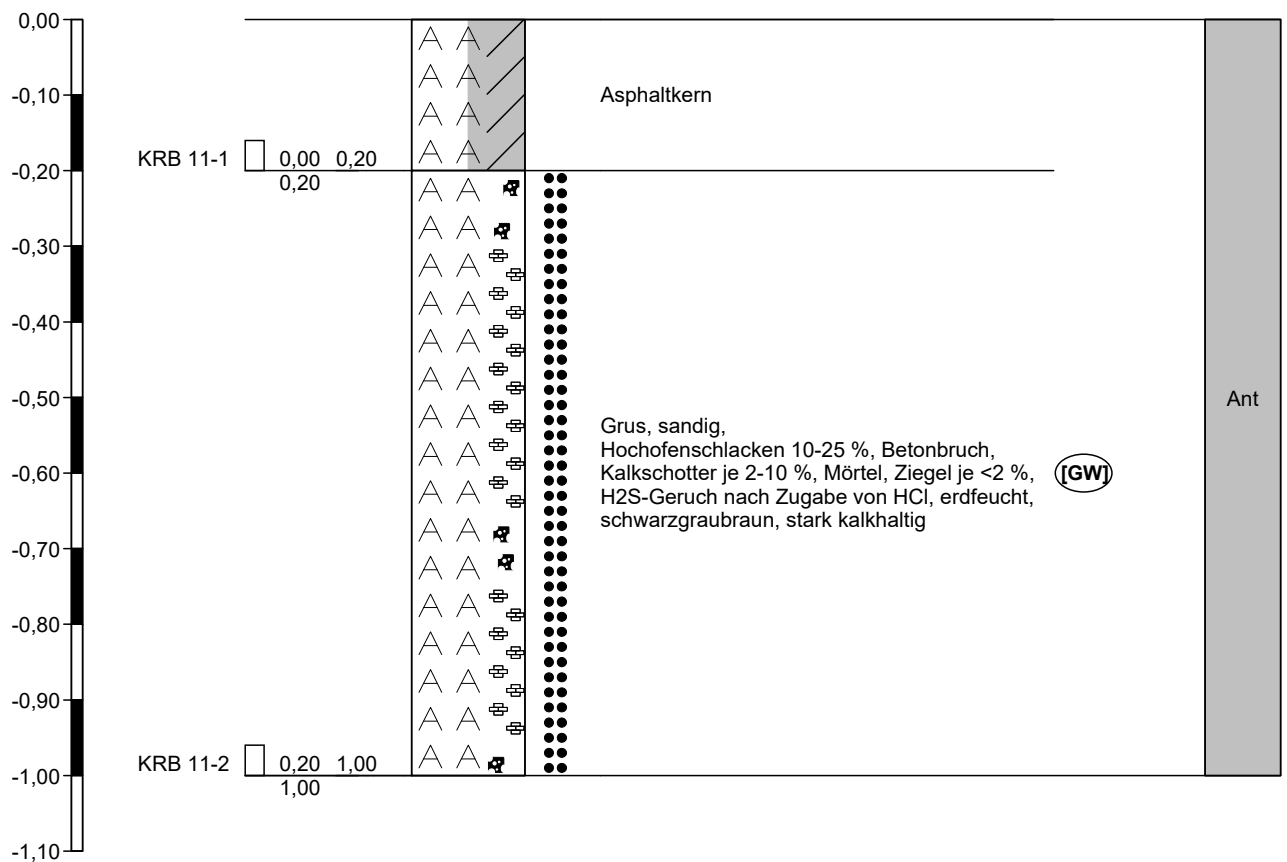 0,00
-0,10
-0,20
-0,30
-0,40
-0,50
-0,60
-0,70
-0,80
-0,90
-1,00
-1,10
KRB 11-1 0,00 0,20
0,20
Asphaltkern
Grus, sandig,
Hochofenschlacken 10-25 %, Betonbruch,
Kalkschotter je 2-10 %, Mörtel, Ziegel je <2 %,
H2S-Geruch nach Zugabe von HCl, erdfeucht,
schwarzgraubraun, stark kalkhaltig
[GW]
Ant
KRB 11-2 0,20 1,00
1,00